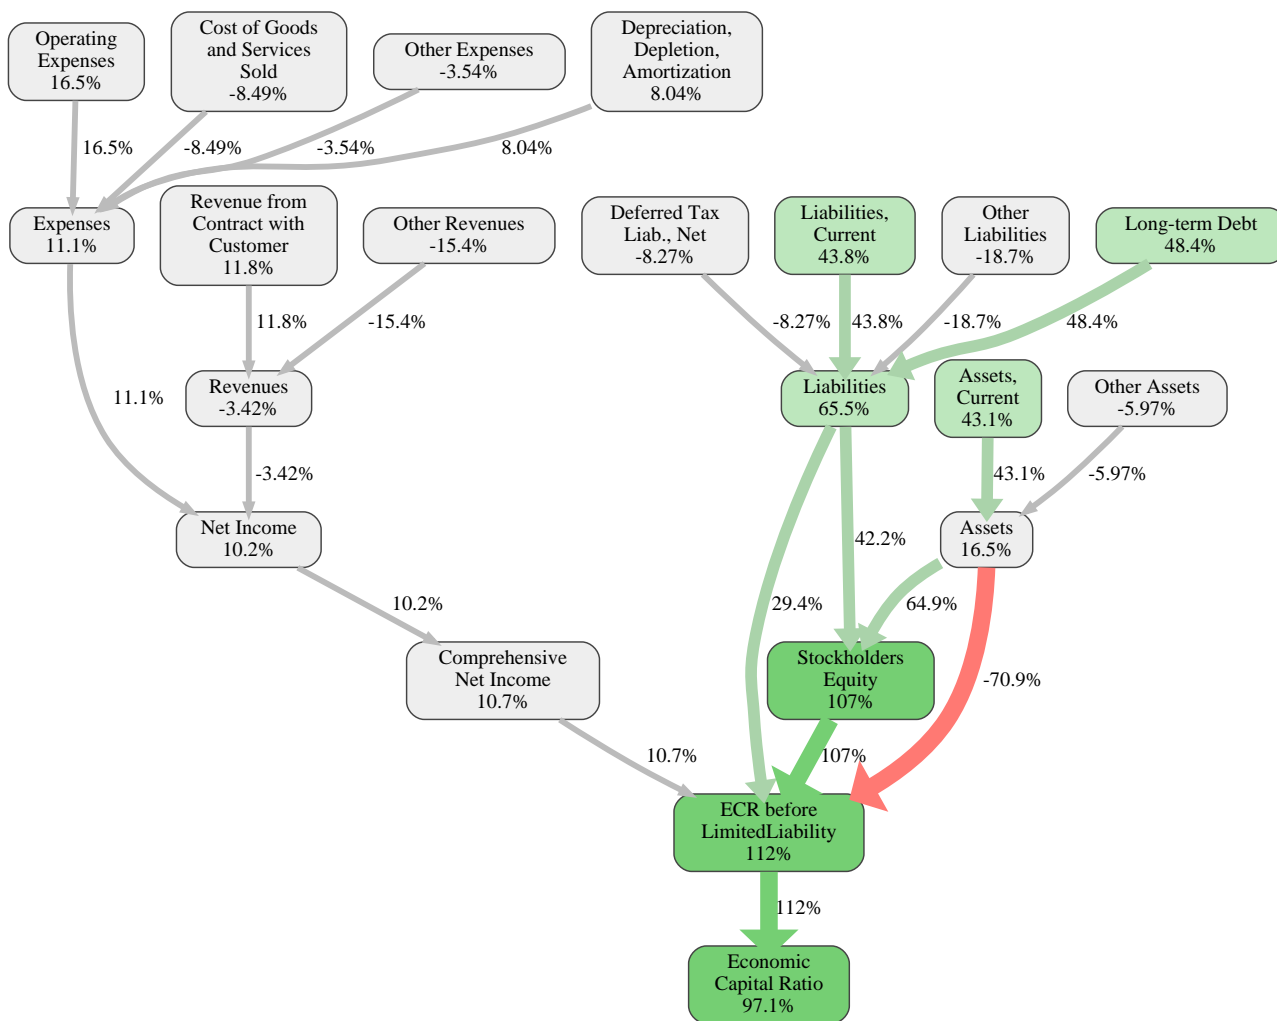 Operating
Expenses
16.5%
Cost of Goods
and Services
Sold
-8.49%
Other Expenses
-3.54%
Depreciation,
Depletion,
Amortization
8.04%
16.5%
-8.49%
-3.54%
8.04%
Expenses
11.1%
Revenue from
Contract with
Customer
11.8%
Other Revenues
-15.4%
Deferred Tax
Liab., Net
-8.27%
Liabilities,
Current
43.8%
Other
Liabilities
-18.7%
Long-term Debt
48.4%
11.8%
-15.4%
-8.27%
43.8%
-18.7%
48.4%
11.1%
Revenues
-3.42%
Liabilities
65.5%
Assets,
Current
43.1%
Other Assets
-5.97%
-3.42%
43.1%
-5.97%
Net Income
10.2%
42.2%
Assets
16.5%
10.2%
29.4%
64.9%
Comprehensive
Net Income
10.7%
Stockholders
Equity
107%
-70.9%
10.7%
107%
ECR before
LimitedLiability
112%
112%
Economic
Capital Ratio
97.1%